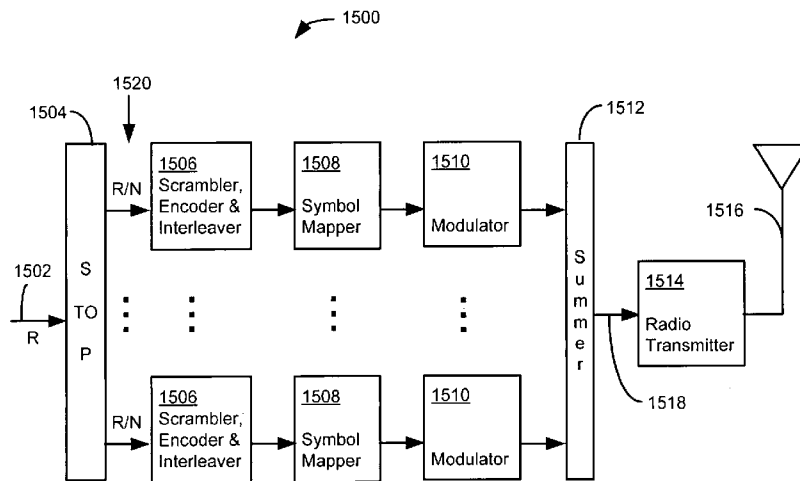 1500
1520
1504
1512
R/N
1506
Scrambler,
Encoder &
Interleaver
1508
Symbol
Mapper
1510
Modulator
1516
1502
R
S
TO
P
Summer
1514
Radio
Transmitter
1518
R/N
1506
Scrambler,
Encoder &
Interleaver
1508
Symbol
Mapper
1510
Modulator